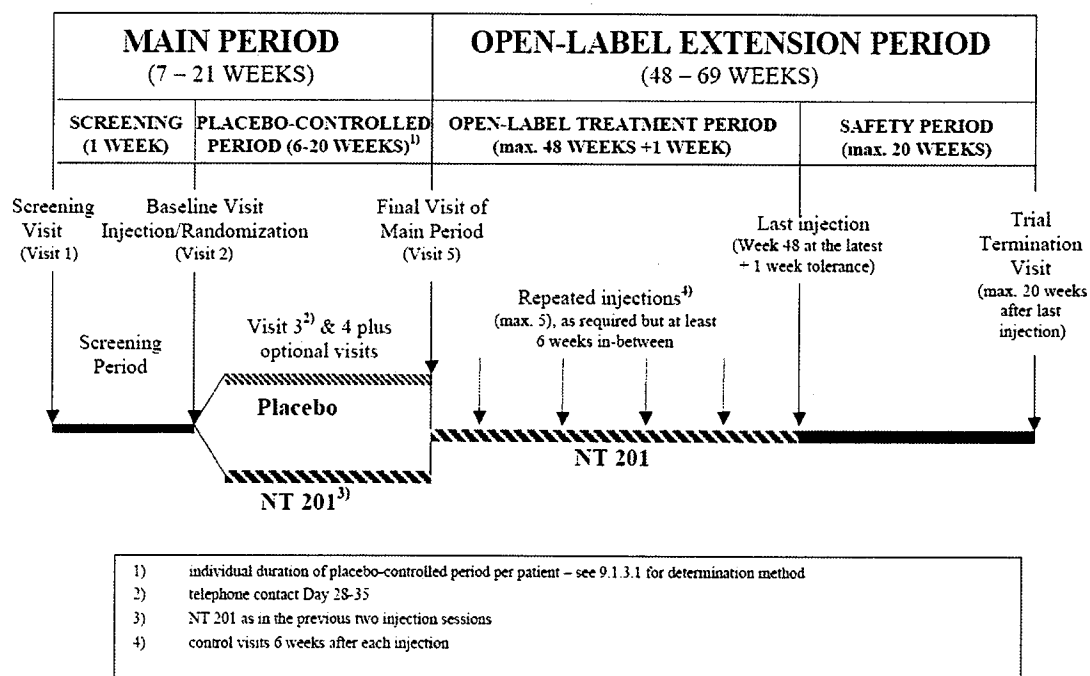 MAIN PERIOD
(7 – 21 WEEKS)
OPEN-LABEL EXTENSION PERIOD
(48 – 69 WEEKS)
SCREENING
(1 WEEK)
PLACEBO-CONTROLLED
PERIOD (6-20 WEEKS)1)
OPEN-LABEL TREATMENT PERIOD
(max. 48 WEEKS +1 WEEK)
SAFETY PERIOD
(max. 20 WEEKS)
Screening
Visit
(Visit 1)
Baseline Visit
Injection/Randomization
(Visit 2)
Final Visit of
Main Period
(Visit 5)
Last injection
(Week 48 at the latest
+ 1 week tolerance)
Trial
Termination
Visit
(max. 20 weeks
after last
injection)
Screening
Period
Visit 32) & 4 plus
optional visits
Repeated injections4)
(max. 5), as required but at least
6 weeks in-between
Placebo
NT 2013)
NT 201
1) individual duration of placebo-controlled period per patient – see 9.1.3.1 for determination method
2) telephone contact Day 28-35
3) NT 201 as in the previous two injection sessions
4) control visits 6 weeks after each injection